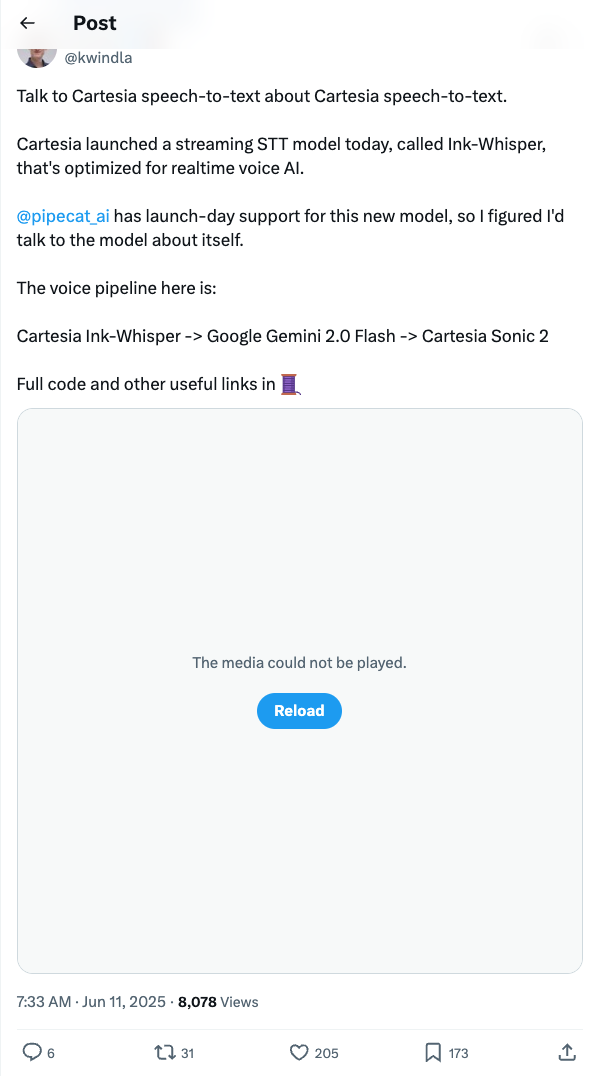 Post
@kwindla
Talk to Cartesia speech-to-text about Cartesia speech-to-text.
Cartesia launched a streaming STT model today, called Ink-Whisper,
that's optimized for realtime voice AI.
@pipecat_ai has launch-day support for this new model, so I figured I'd
talk to the model about itself.
The voice pipeline here is:
Cartesia Ink-Whisper -> Google Gemini 2.0 Flash -> Cartesia Sonic 2
Full code and other useful links in 🧵
The media could not be played.
Reload
7:33 AM · Jun 11, 2025 · 8,078 Views
6 31 205 173